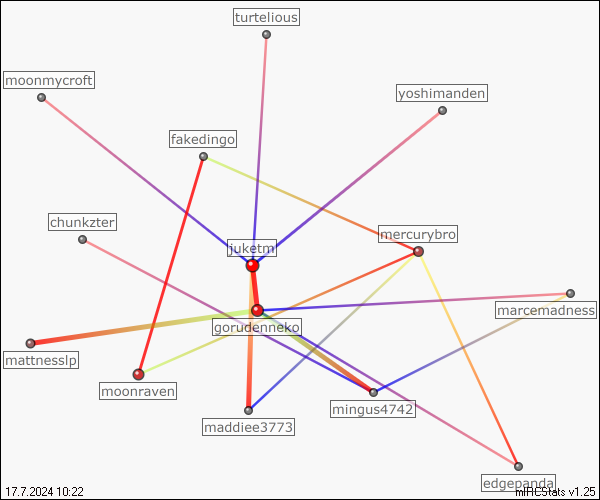 turtelious
moonmycroft
yoshimanden
fakedingo
chunkzter
mercurybro
juketm
marcemadness
gorudenneko
mattnesslp
moonraven
mingus4742
maddiee3773
edgepanda
17.7.2024 10:22
mIRCStats v1.25